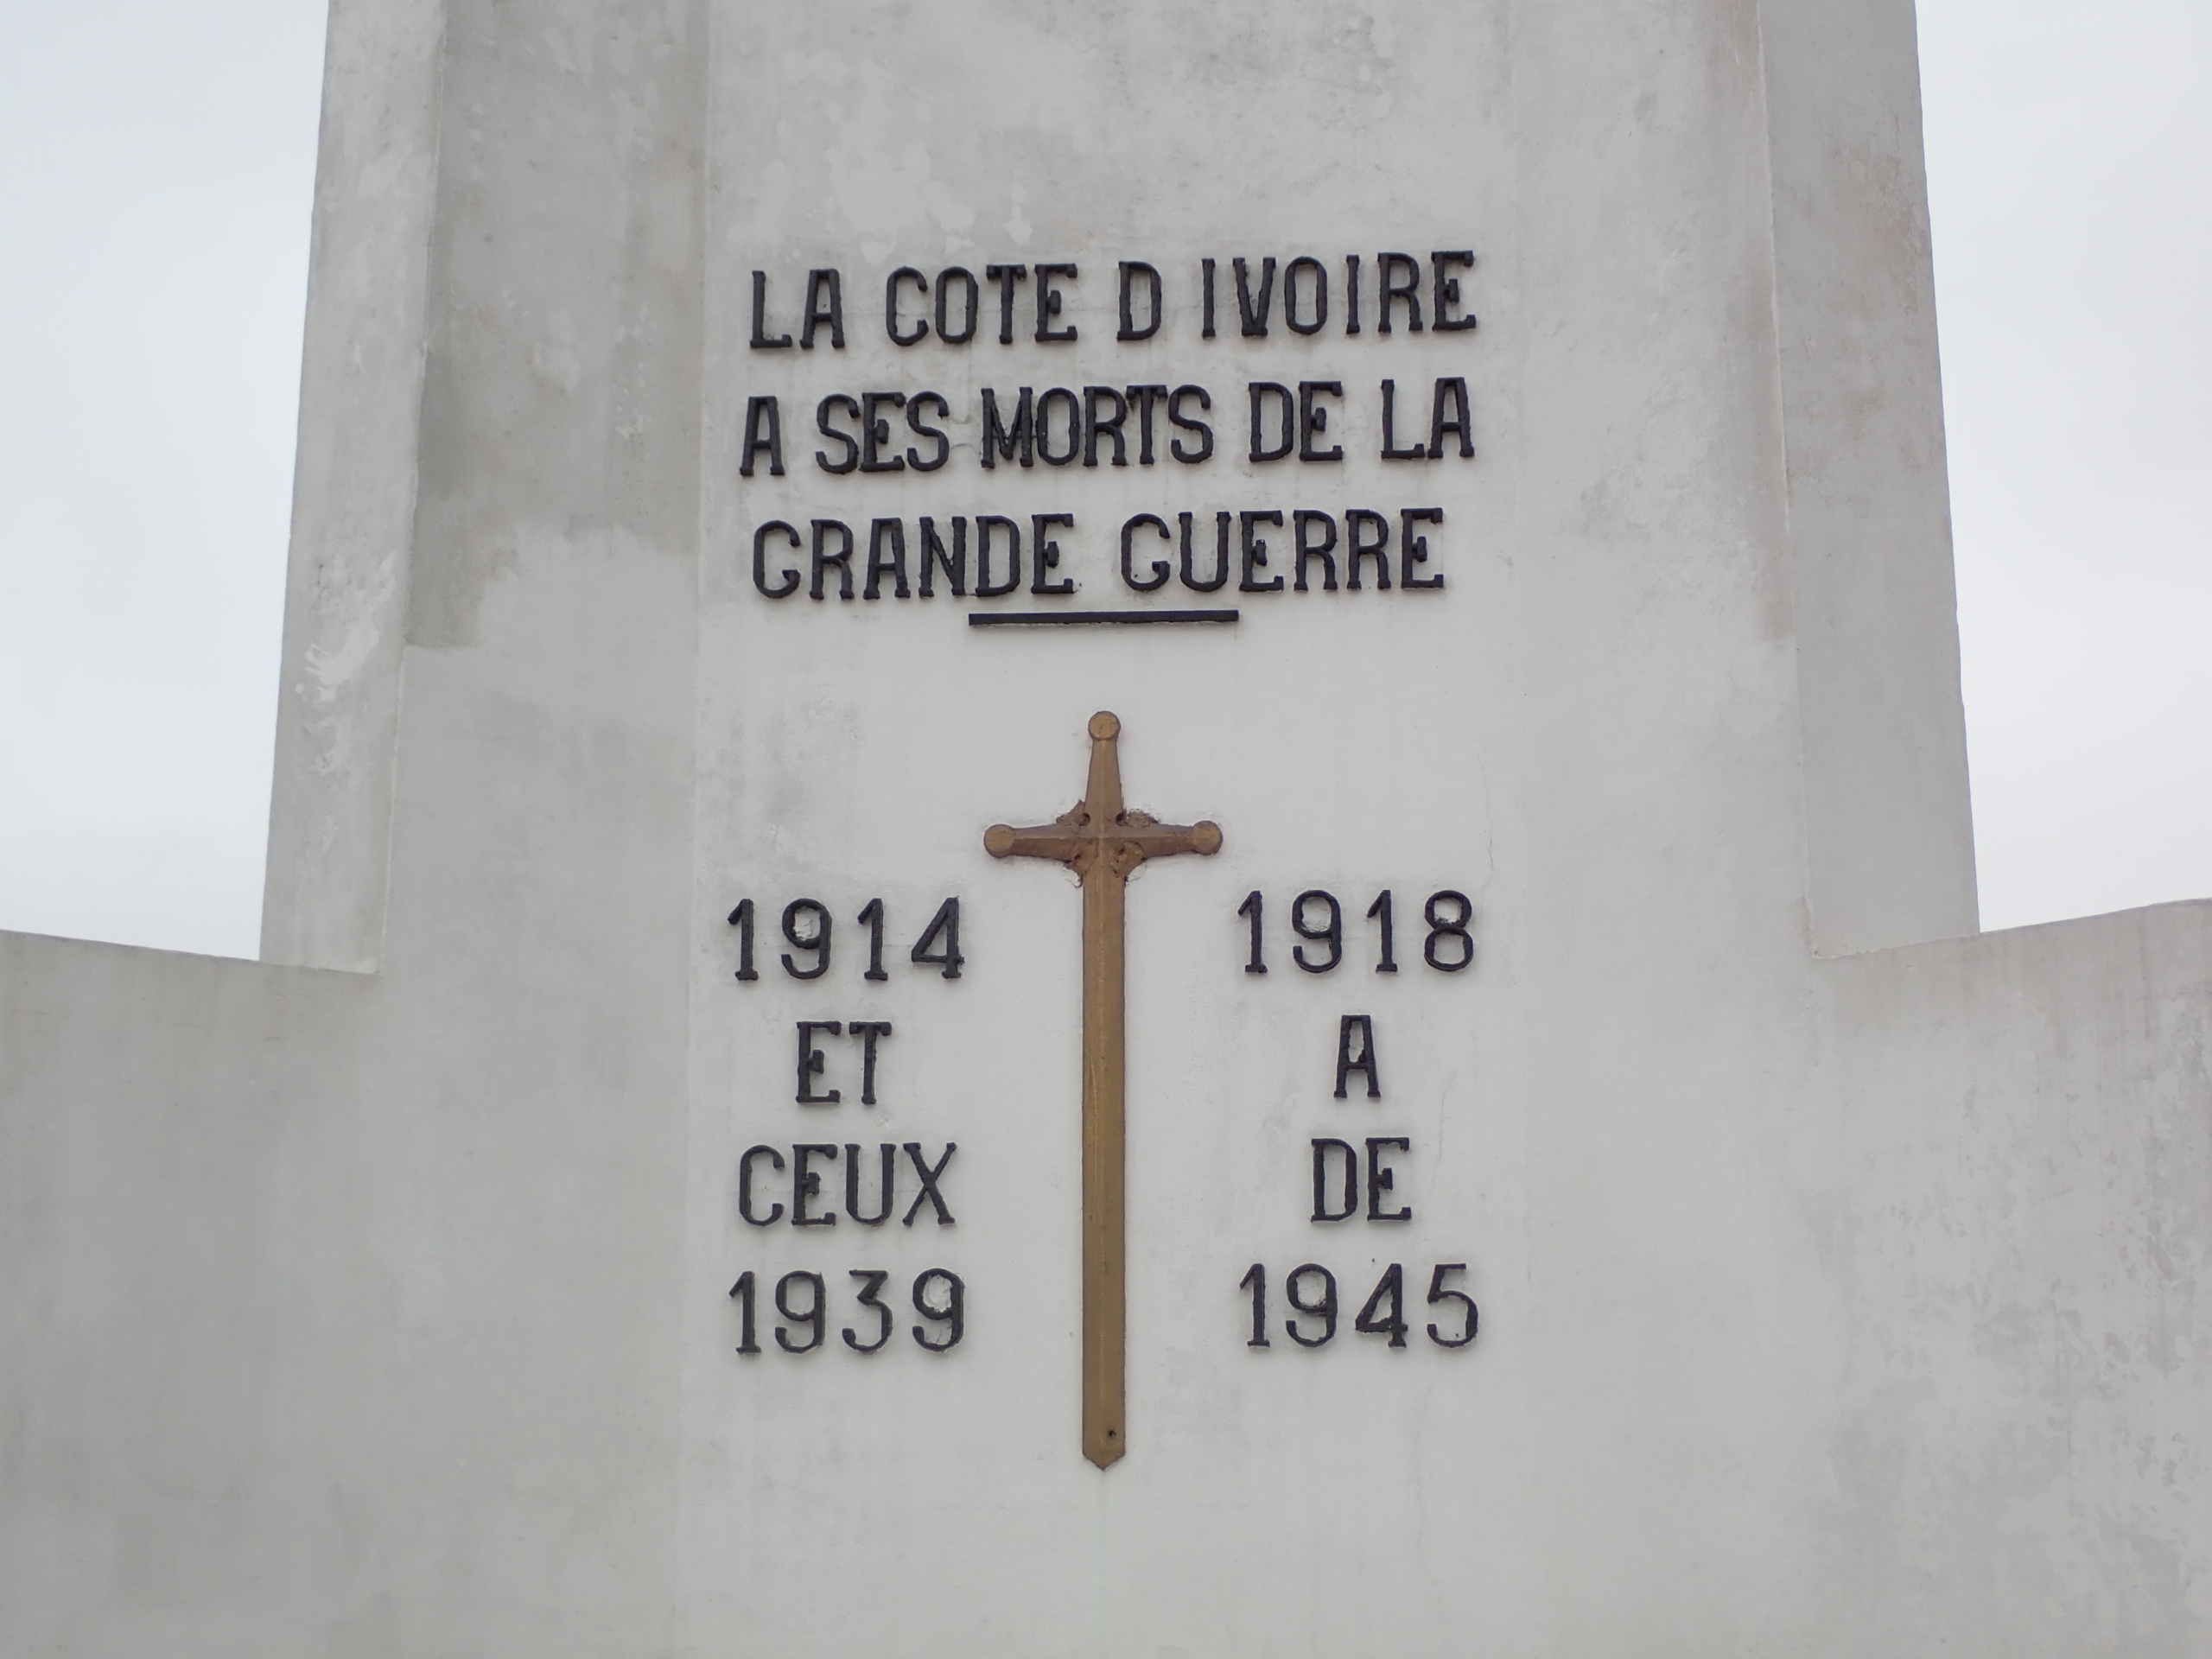 LA COTE D IVOIRE
A SES MORTS DE LA
GRANDE GUERRE
1914 1918
ET A
CEUX DE
1939 1945